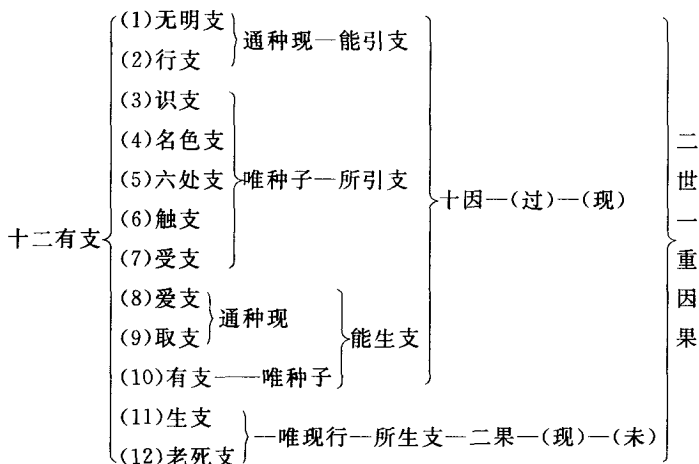 (1)无明支
(2)行支
通种现—能引支
(3)识支
(4)名色支
(5)六处支
(6)触支
(7)受支
唯种子—所引支
十二有支
(8)爱支
(9)取支
通种现
(10)有支——唯种子
能生支
十因—(过)—(现)
(11)生支
(12)老死支
—唯现行—所生支—二果—(现)—(未)
二世一重因果